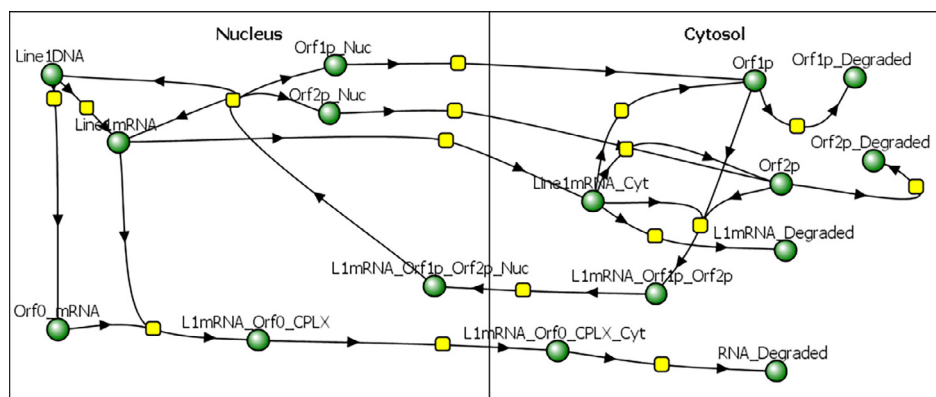 Nucleus
Cytosol
Line1DNA
Orf1p_Nuc
Orf1p
Orf1p_Degraded
Orf2p_Nuc
Line1mRNA
Orf2p_Degraded
Orf2p
Line1mRNA_Cyt
L1mRNA_Degraded
L1mRNA_Orf1p_Orf2p_Nuc
L1mRNA_Orf1p_Orf2p
Orf0_mRNA
L1mRNA_Orf0_CPLX
L1mRNA_Orf0_CPLX_Cyt
RNA_Degraded